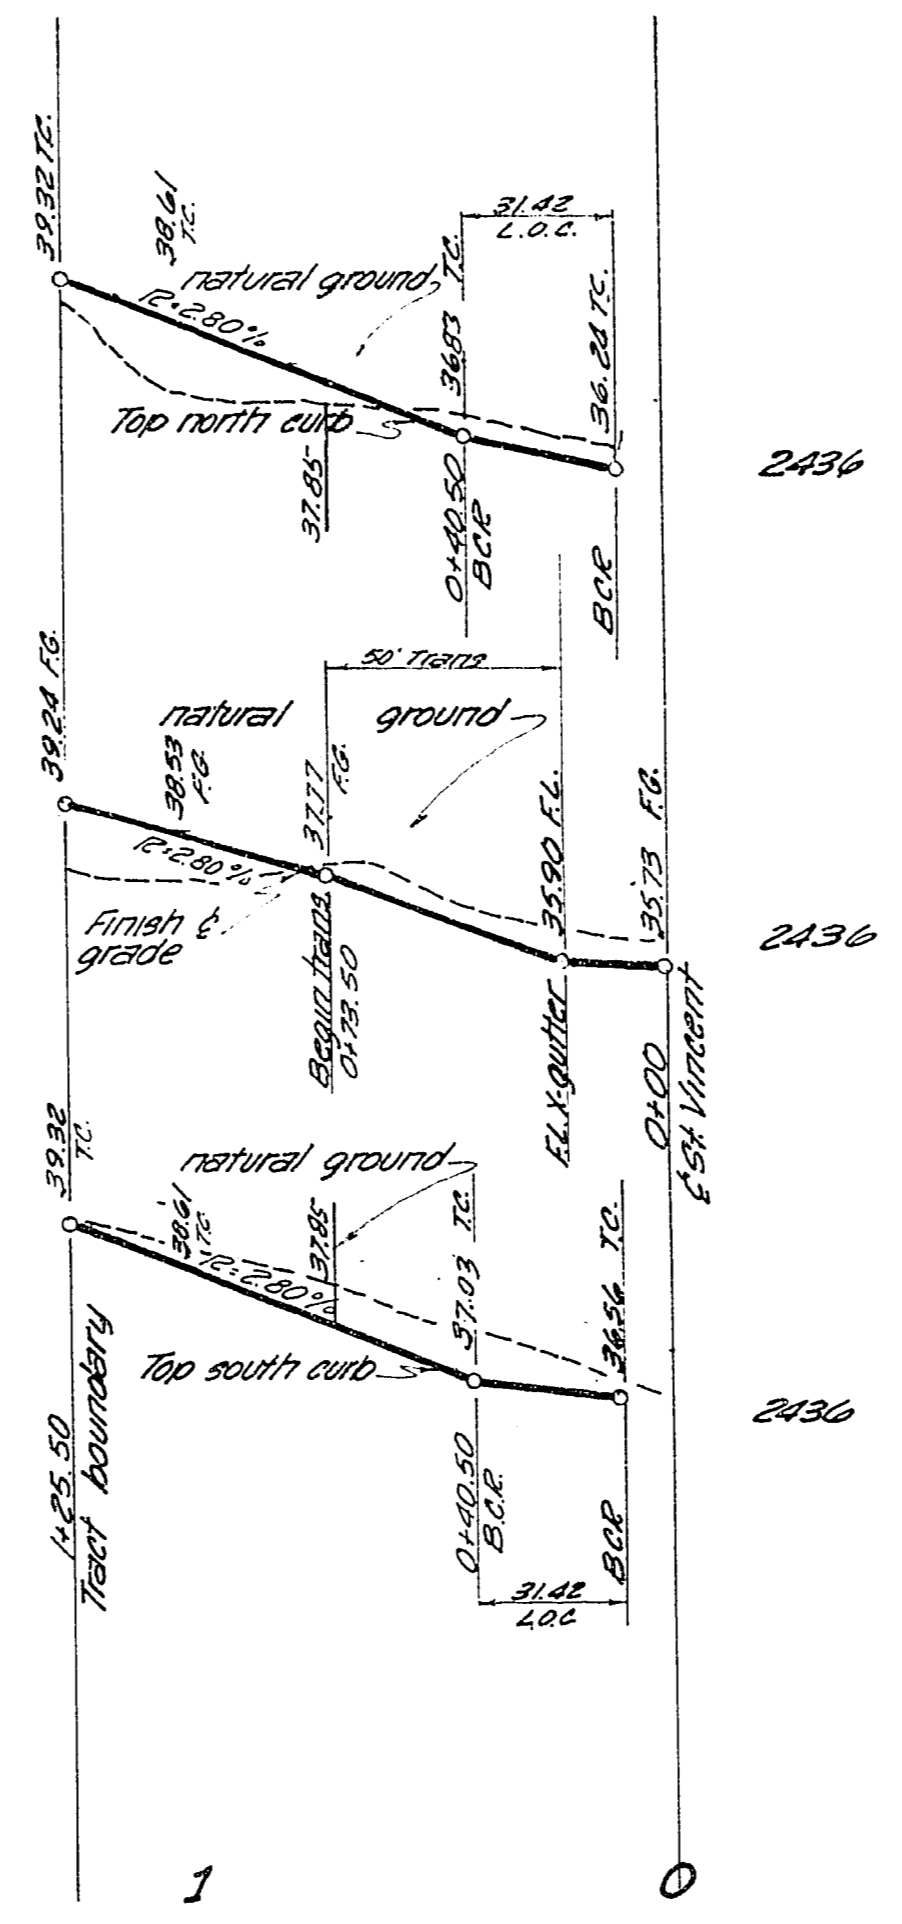 39.32 T.C.
38.61
T.C.
natural ground
R=2.80%
Top north curb
37.85
36.83 T.C.
0+40.50
BCR
31.42
L.O.C.
36.24 T.C.
BCR
2436
39.24 F.G.
natural ground
38.53
F.G.
R=2.80%
Finish ℄
grade
37.77
F.G.
Begin trans
0+73.50
50' Trans
35.90 F.L.
F.L. X-gutter
35.73 F.G.
0+00
℄ St. Vincent
2436
39.32
T.C.
natural ground
38.61
T.C.
R=2.80%
37.85
Top south curb
37.03 T.C.
0+40.50
B.C.R.
36.56 T.C.
BCR
31.42
L.O.C
2436
1+25.50
Tract boundary
1
0